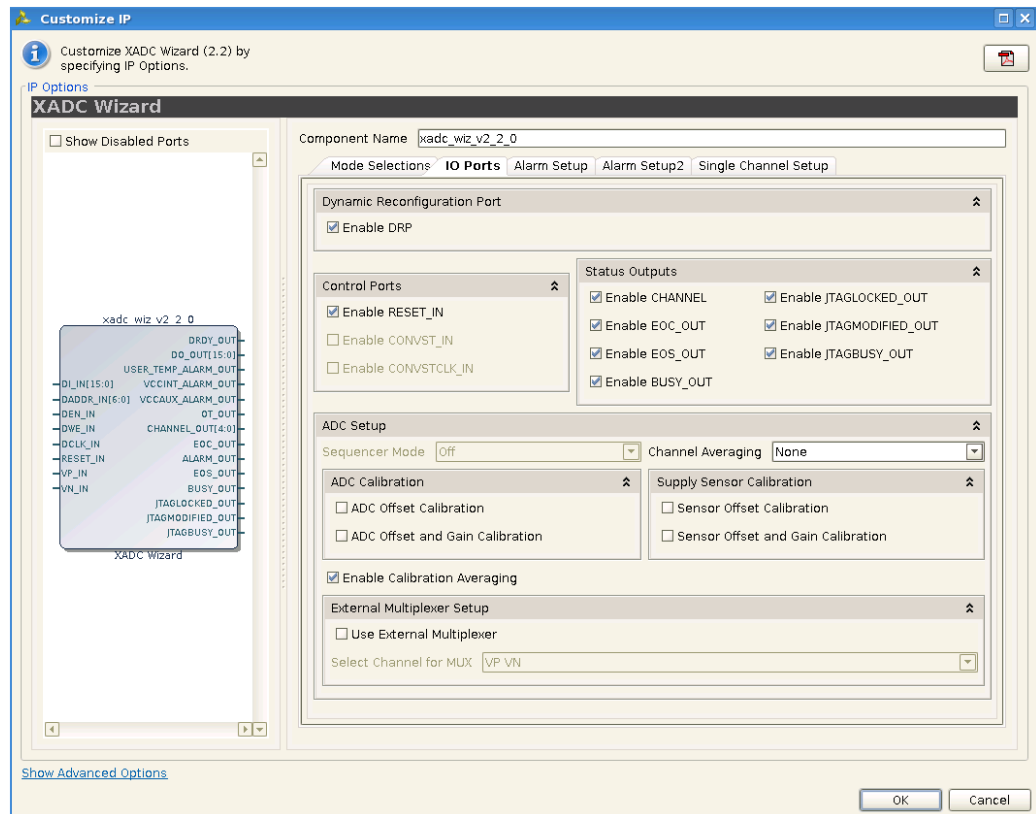 Customize IP
Customize XADC Wizard (2.2) by
specifying IP Options.
IP Options
XADC Wizard
Show Disabled Ports
xadc_wiz_v2_2_0
DRDY_OUT
DO_OUT[15:0]
USER_TEMP_ALARM_OUT
DI_IN[15:0] VCCINT_ALARM_OUT
DADDR_IN[6:0] VCCAUX_ALARM_OUT
DEN_IN OT_OUT
DWE_IN CHANNEL_OUT[4:0]
DCLK_IN EOC_OUT
RESET_IN ALARM_OUT
VP_IN EOS_OUT
VN_IN BUSY_OUT
JTAGLOCKED_OUT
JTAGMODIFIED_OUT
JTAGBUSY_OUT
XADC Wizard
Component Name xadc_wiz_v2_2_0
Mode Selections IO Ports Alarm Setup Alarm Setup2 Single Channel Setup
Dynamic Reconfiguration Port
Enable DRP
Control Ports
Enable RESET_IN
Enable CONVST_IN
Enable CONVSTCLK_IN
Status Outputs
Enable CHANNEL Enable JTAGLOCKED_OUT
Enable EOC_OUT Enable JTAGMODIFIED_OUT
Enable EOS_OUT Enable JTAGBUSY_OUT
Enable BUSY_OUT
ADC Setup
Sequencer Mode Off Channel Averaging None
ADC Calibration
ADC Offset Calibration
ADC Offset and Gain Calibration
Supply Sensor Calibration
Sensor Offset Calibration
Sensor Offset and Gain Calibration
Enable Calibration Averaging
External Multiplexer Setup
Use External Multiplexer
Select Channel for MUX VP VN
Show Advanced Options
OK Cancel